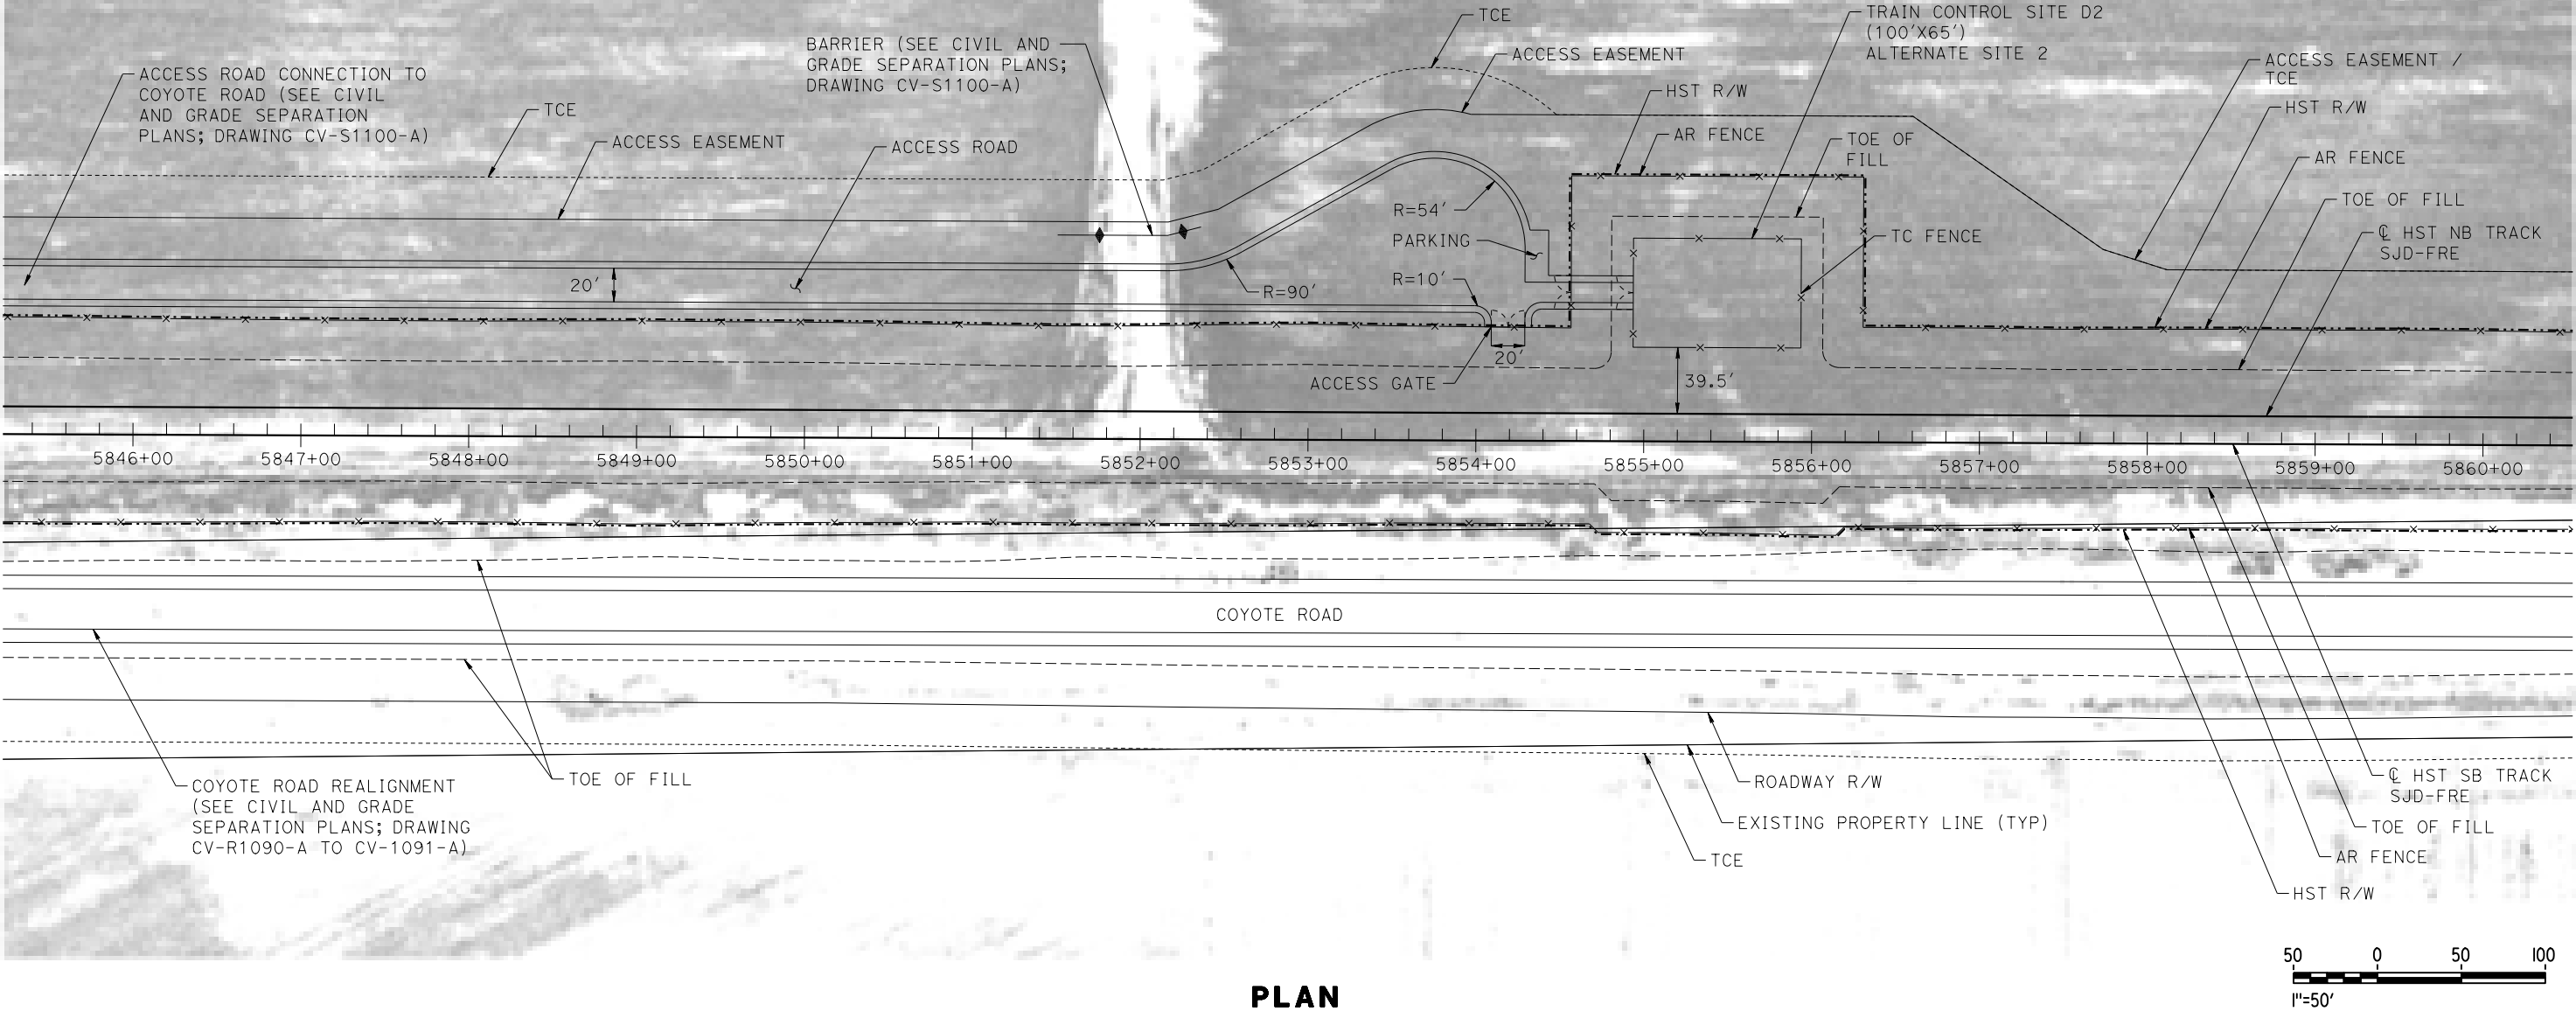 TCE
TRAIN CONTROL SITE D2
(100'X65')
ALTERNATE SITE 2
BARRIER (SEE CIVIL AND
GRADE SEPARATION PLANS;
DRAWING CV-S1100-A)
ACCESS EASEMENT
ACCESS EASEMENT /
TCE
ACCESS ROAD CONNECTION TO
COYOTE ROAD (SEE CIVIL
AND GRADE SEPARATION
PLANS; DRAWING CV-S1100-A)
TCE
HST R/W
HST R/W
ACCESS EASEMENT
ACCESS ROAD
AR FENCE
TOE OF
FILL
AR FENCE
TOE OF FILL
R=54'
PARKING
TC FENCE
℄ HST NB TRACK
SJD-FRE
20'
R=90'
R=10'
20'
ACCESS GATE
39.5'
5846+00
5847+00
5848+00
5849+00
5850+00
5851+00
5852+00
5853+00
5854+00
5855+00
5856+00
5857+00
5858+00
5859+00
5860+00
COYOTE ROAD
COYOTE ROAD REALIGNMENT
(SEE CIVIL AND GRADE
SEPARATION PLANS; DRAWING
CV-R1090-A TO CV-1091-A)
TOE OF FILL
ROADWAY R/W
EXISTING PROPERTY LINE (TYP)
TCE
℄ HST SB TRACK
SJD-FRE
TOE OF FILL
AR FENCE
HST R/W
50 0 50 100
1"=50'
PLAN